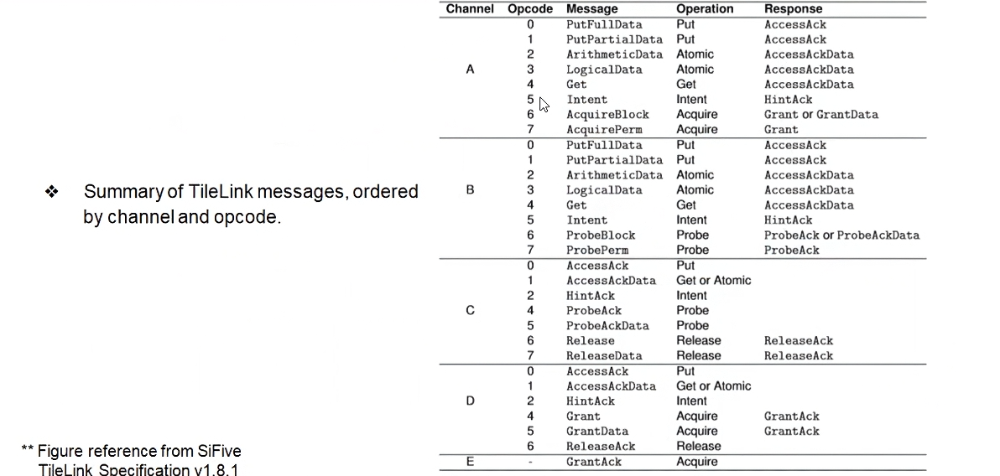 ❖ Summary of TileLink messages, ordered
by channel and opcode.
** Figure reference from SiFive
TileLink Specification v1.8.1
Channel Opcode Message Operation Response
0 PutFullData Put AccessAck
1 PutPartialData Put AccessAck
2 ArithmeticData Atomic AccessAckData
A 3 LogicalData Atomic AccessAckData
4 Get Get AccessAckData
5 Intent Intent HintAck
6 AcquireBlock Acquire Grant or GrantData
7 AcquirePerm Acquire Grant
0 PutFullData Put AccessAck
1 PutPartialData Put AccessAck
2 ArithmeticData Atomic AccessAckData
B 3 LogicalData Atomic AccessAckData
4 Get Get AccessAckData
5 Intent Intent HintAck
6 ProbeBlock Probe ProbeAck or ProbeAckData
7 ProbePerm Probe ProbeAck
0 AccessAck Put
1 AccessAckData Get or Atomic
2 HintAck Intent
C 4 ProbeAck Probe
5 ProbeAckData Probe
6 Release Release ReleaseAck
7 ReleaseData Release ReleaseAck
0 AccessAck Put
1 AccessAckData Get or Atomic
D 2 HintAck Intent
4 Grant Acquire GrantAck
5 GrantData Acquire GrantAck
6 ReleaseAck Release
E - GrantAck Acquire